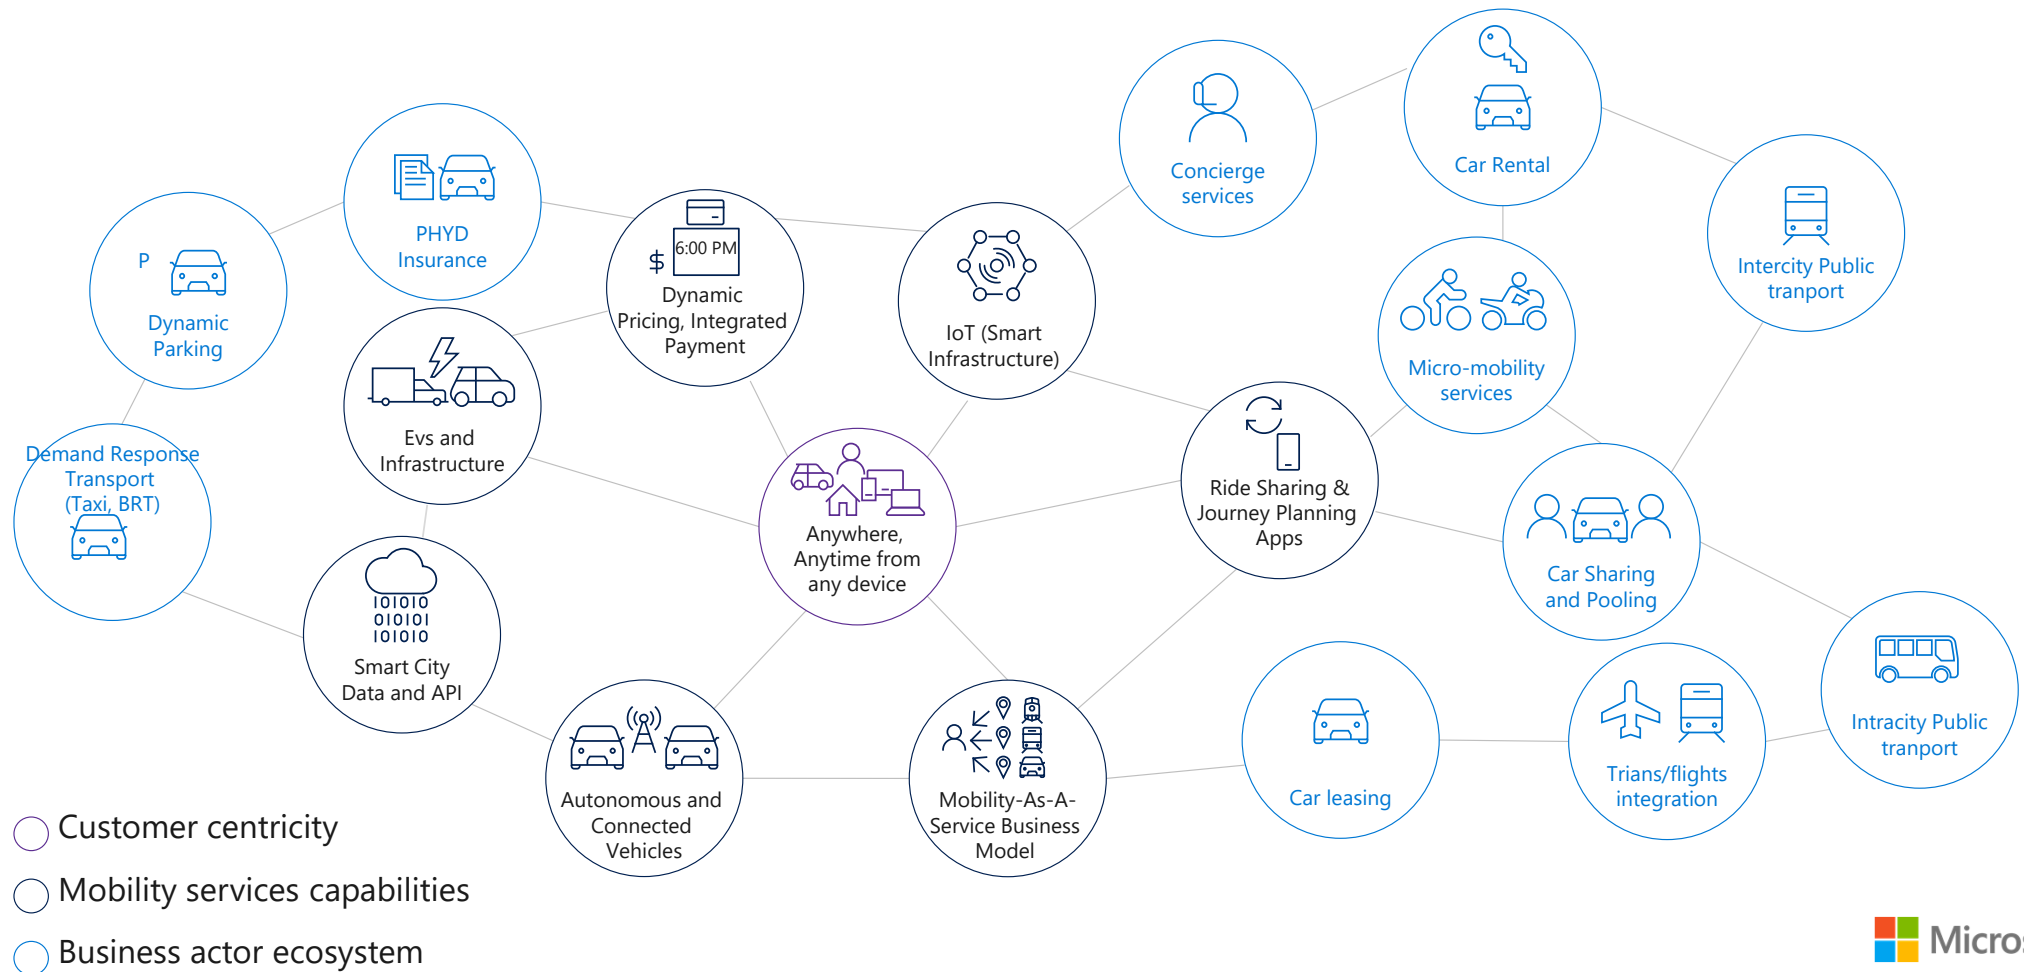 Concierge
services
Car Rental
Intercity Public
tranport
PHYD
Insurance
P
Dynamic
Parking
$
6:00 PM
Dynamic
Pricing, Integrated
Payment
IoT (Smart
Infrastructure)
Micro-mobility
services
Evs and
Infrastructure
Demand Response
Transport
(Taxi, BRT)
Anywhere,
Anytime from
any device
Ride Sharing &
Journey Planning
Apps
Car Sharing
and Pooling
101010
010101
101010
Smart City
Data and API
Autonomous and
Connected
Vehicles
Mobility-As-A-
Service Business
Model
Car leasing
Trians/flights
integration
Intracity Public
tranport
Customer centricity
Mobility services capabilities
Business actor ecosystem
Micros